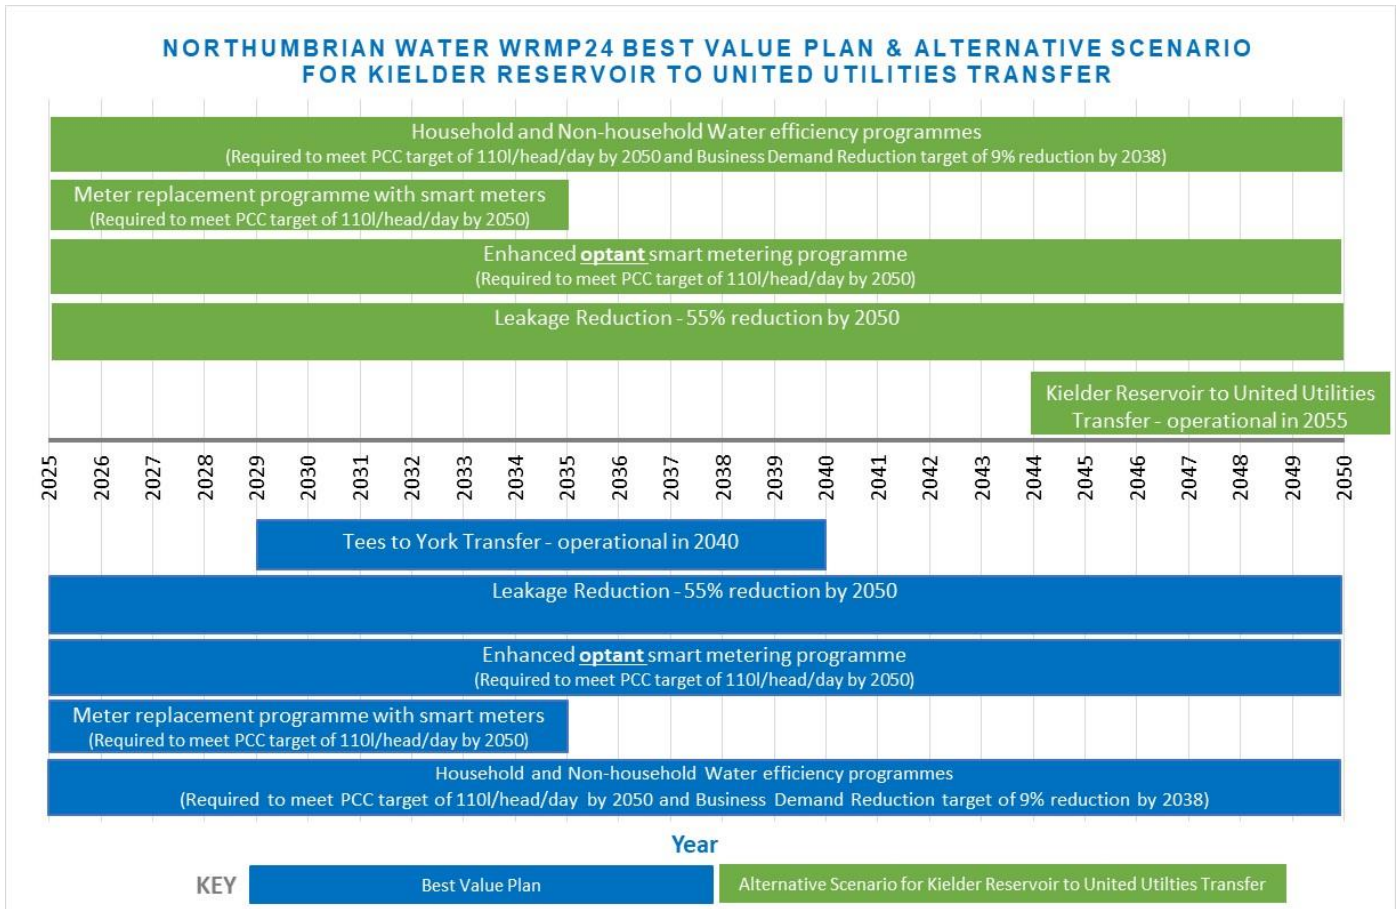 NORTHUMBRIAN WATER WRMP24 BEST VALUE PLAN & ALTERNATIVE SCENARIO
FOR KIELDER RESERVOIR TO UNITED UTILITIES TRANSFER
Household and Non-household Water efficiency programmes
(Required to meet PCC target of 110l/head/day by 2050 and Business Demand Reduction target of 9% reduction by 2038)
Meter replacement programme with smart meters
(Required to meet PCC target of 110l/head/day by 2050)
Enhanced optant smart metering programme
(Required to meet PCC target of 110l/head/day by 2050)
Leakage Reduction - 55% reduction by 2050
Kielder Reservoir to United Utilities
Transfer - operational in 2055
2025
2026
2027
2028
2029
2030
2031
2032
2033
2034
2035
2036
2037
2038
2039
2040
2041
2042
2043
2044
2045
2046
2047
2048
2049
2050
Tees to York Transfer - operational in 2040
Leakage Reduction - 55% reduction by 2050
Enhanced optant smart metering programme
(Required to meet PCC target of 110l/head/day by 2050)
Meter replacement programme with smart meters
(Required to meet PCC target of 110l/head/day by 2050)
Household and Non-household Water efficiency programmes
(Required to meet PCC target of 110l/head/day by 2050 and Business Demand Reduction target of 9% reduction by 2038)
Year
KEY
Best Value Plan
Alternative Scenario for Kielder Reservoir to United Utilties Transfer